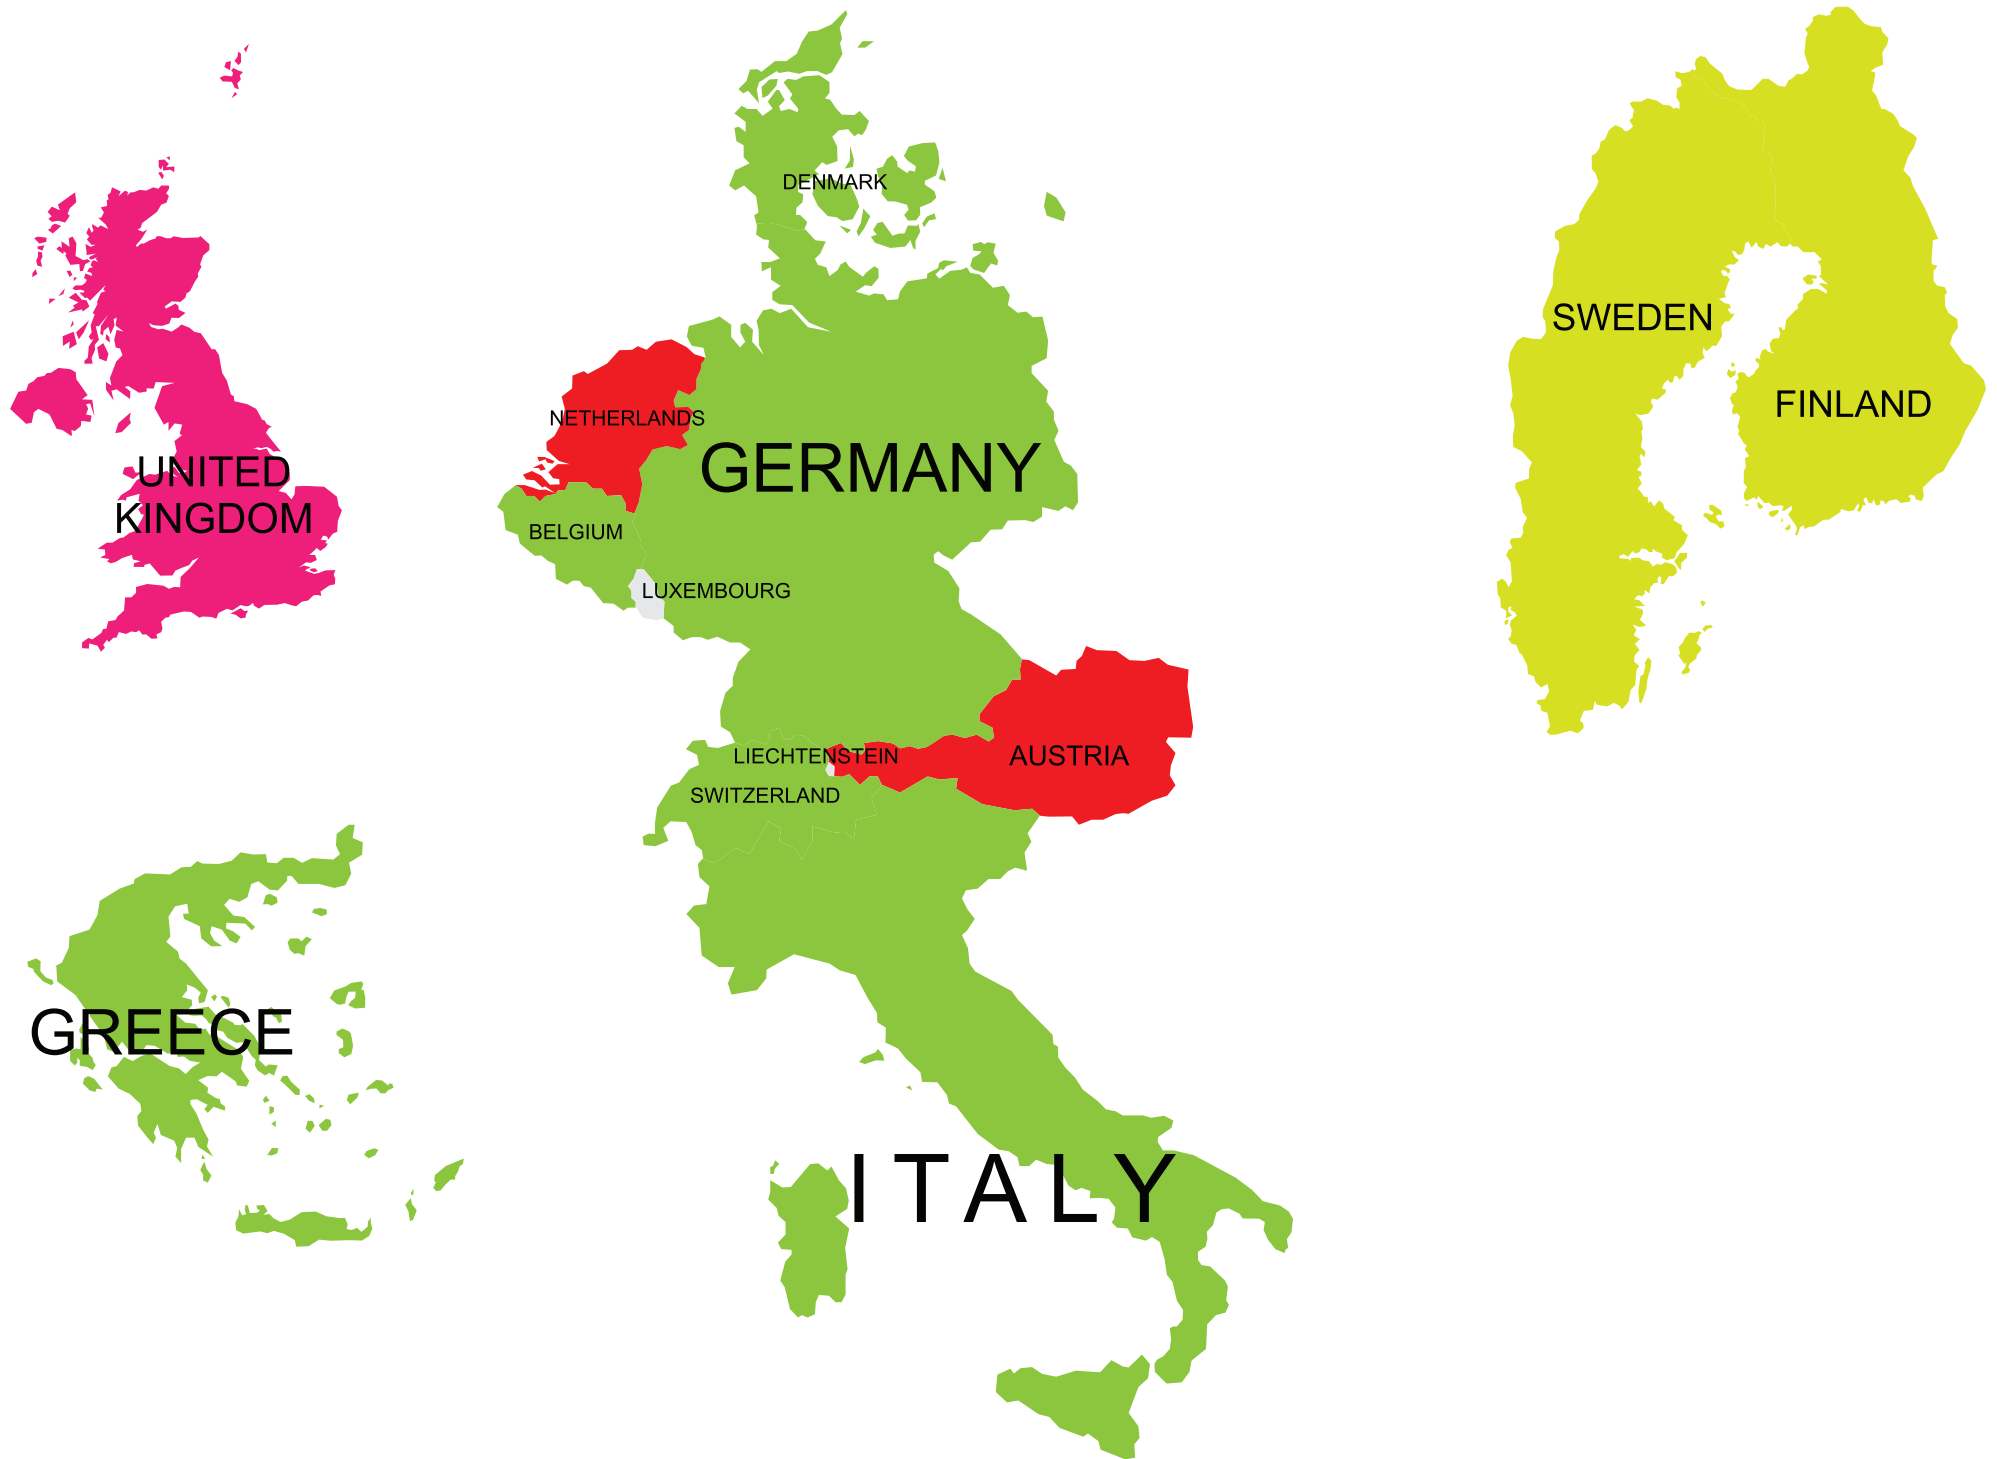 DENMARK
SWEDEN
FINLAND
NETHERLANDS
GERMANY
UNITED
KINGDOM
BELGIUM
LUXEMBOURG
LIECHTENSTEIN
AUSTRIA
SWITZERLAND
GREECE
ITALY